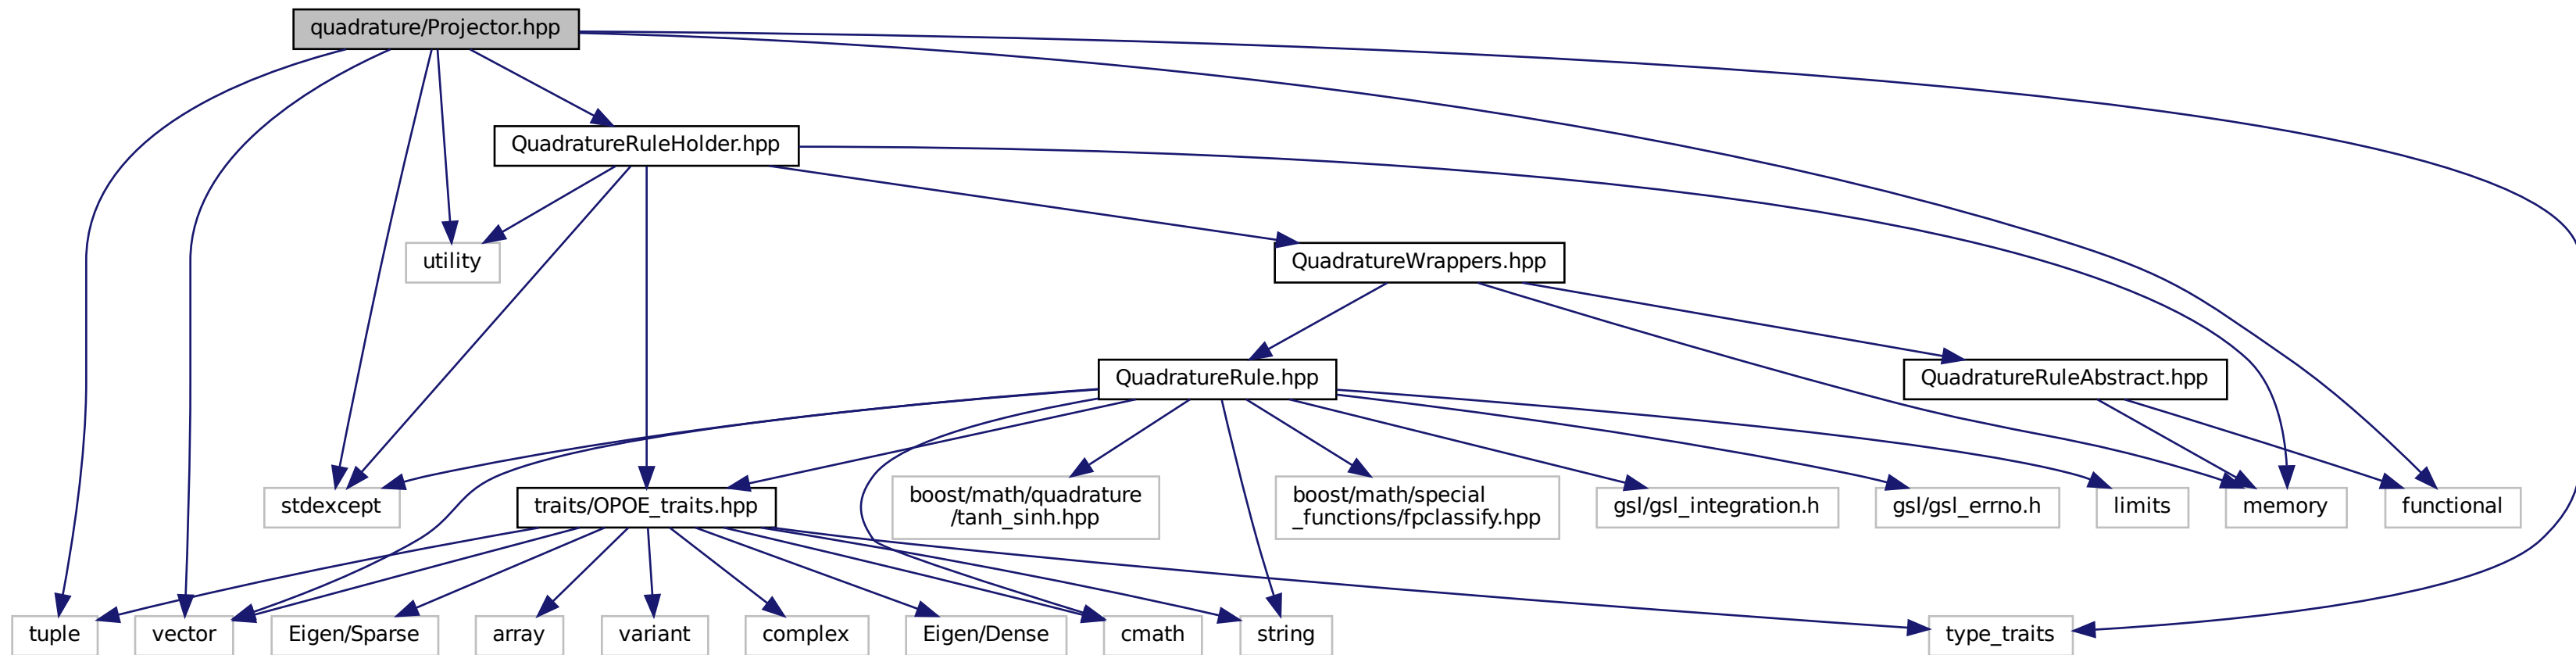 quadrature/Projector.hpp
QuadratureRuleHolder.hpp
utility
QuadratureWrappers.hpp
QuadratureRule.hpp
QuadratureRuleAbstract.hpp
stdexcept
traits/OPOE_traits.hpp
boost/math/quadrature
/tanh_sinh.hpp
boost/math/special
_functions/fpclassify.hpp
gsl/gsl_integration.h
gsl/gsl_errno.h
limits
memory
functional
tuple
vector
Eigen/Sparse
array
variant
complex
Eigen/Dense
cmath
string
type_traits